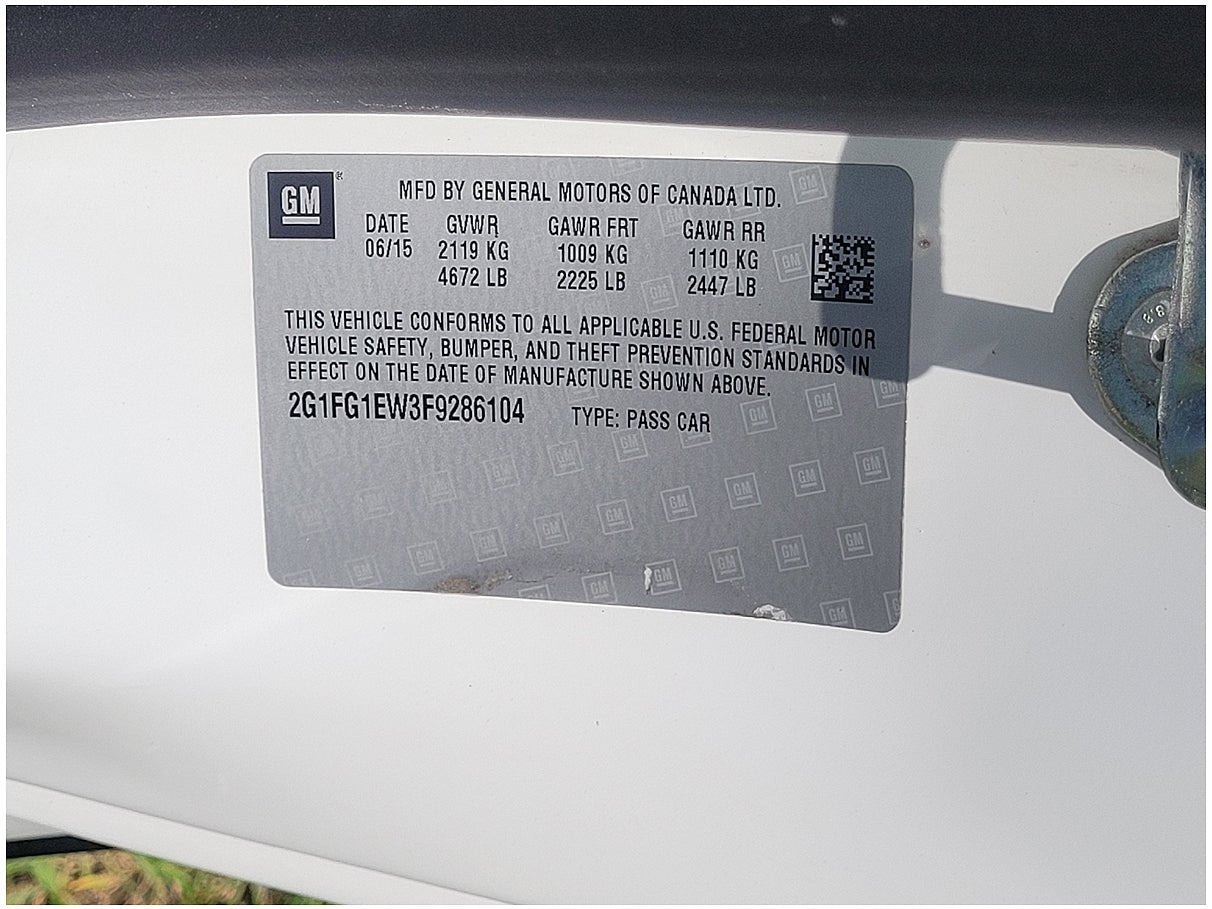 GM ®
MFD BY GENERAL MOTORS OF CANADA LTD.
DATE GVWR GAWR FRT GAWR RR
06/15 2119 KG 1009 KG 1110 KG
4672 LB 2225 LB 2447 LB
THIS VEHICLE CONFORMS TO ALL APPLICABLE U.S. FEDERAL MOTOR
VEHICLE SAFETY, BUMPER, AND THEFT PREVENTION STANDARDS IN
EFFECT ON THE DATE OF MANUFACTURE SHOWN ABOVE.
2G1FG1EW3F9286104 TYPE: PASS CAR